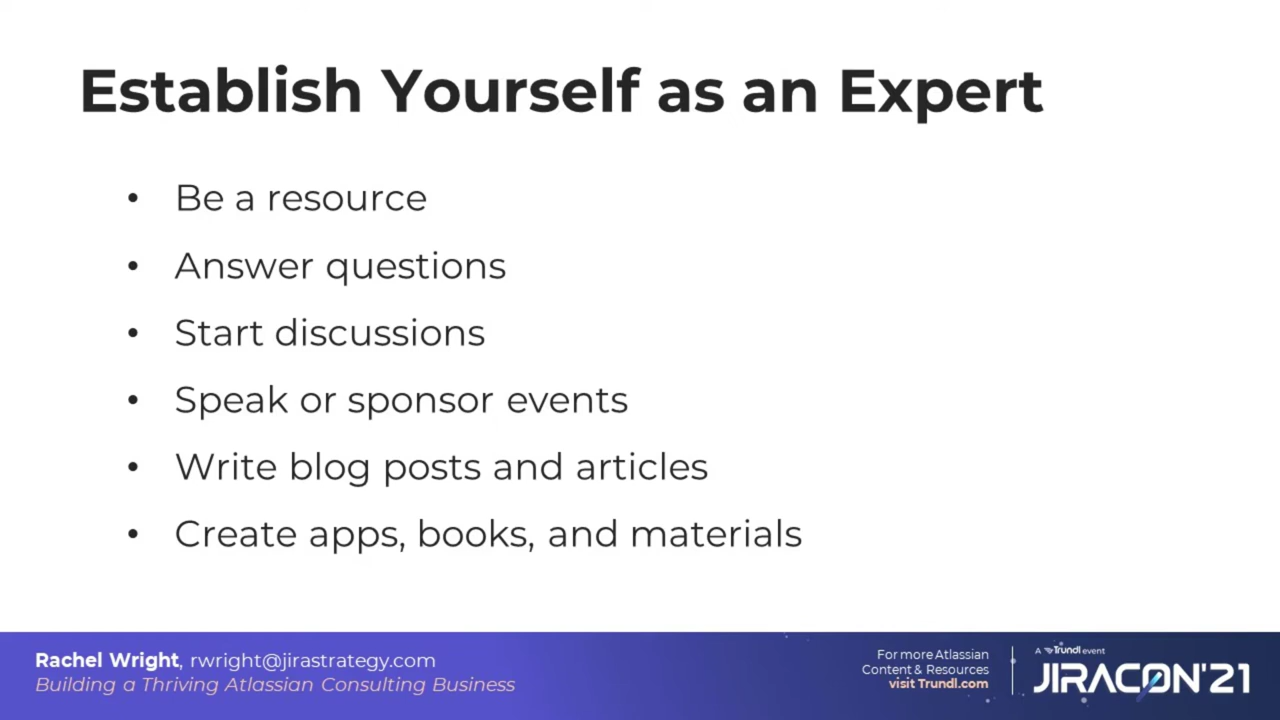 Establish Yourself as an Expert
• Be a resource
• Answer questions
• Start discussions
• Speak or sponsor events
• Write blog posts and articles
• Create apps, books, and materials
Rachel Wright, rwright@jirastrategy.com
Building a Thriving Atlassian Consulting Business
For more Atlassian
Content & Resources
visit Trundl.com
A Trundl event
JIRACON'21